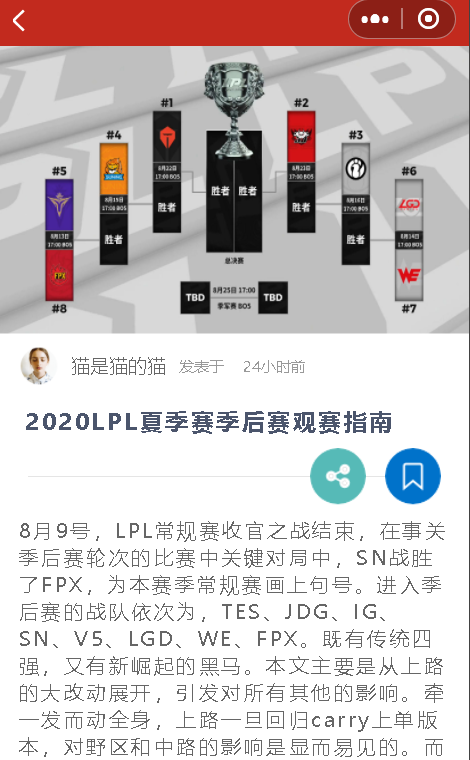 #1
#2
#4
#3
#5
8月22日
17:00 BO5
8月23日
17:00 BO5
#6
SUNING
胜者 胜者
8月15日
17:00 BO5
胜者
胜者
8月16日
17:00 BO5
LGD
8月13日
17:00 BO5
胜者
胜者
8月14日
17:00 BO5
FPX
WE
总决赛
#8
TBD
8月25日 17:00
季军赛 BO5
TBD
#7
猫是猫的猫 发表于 24小时前
2020LPL夏季赛季后赛观赛指南
8月9号，LPL常规赛收官之战结束，在事关
季后赛轮次的比赛中关键对局中，SN战胜
了FPX，为本赛季常规赛画上句号。进入季
后赛的战队依次为，TES、JDG、IG、
SN、V5、LGD、WE、FPX。既有传统四
强，又有新崛起的黑马。本文主要是从上路
的大改动展开，引发对所有其他的影响。牵
一发而动全身，上路一旦回归carry上单版
本，对野区和中路的影响是显而易见的。而